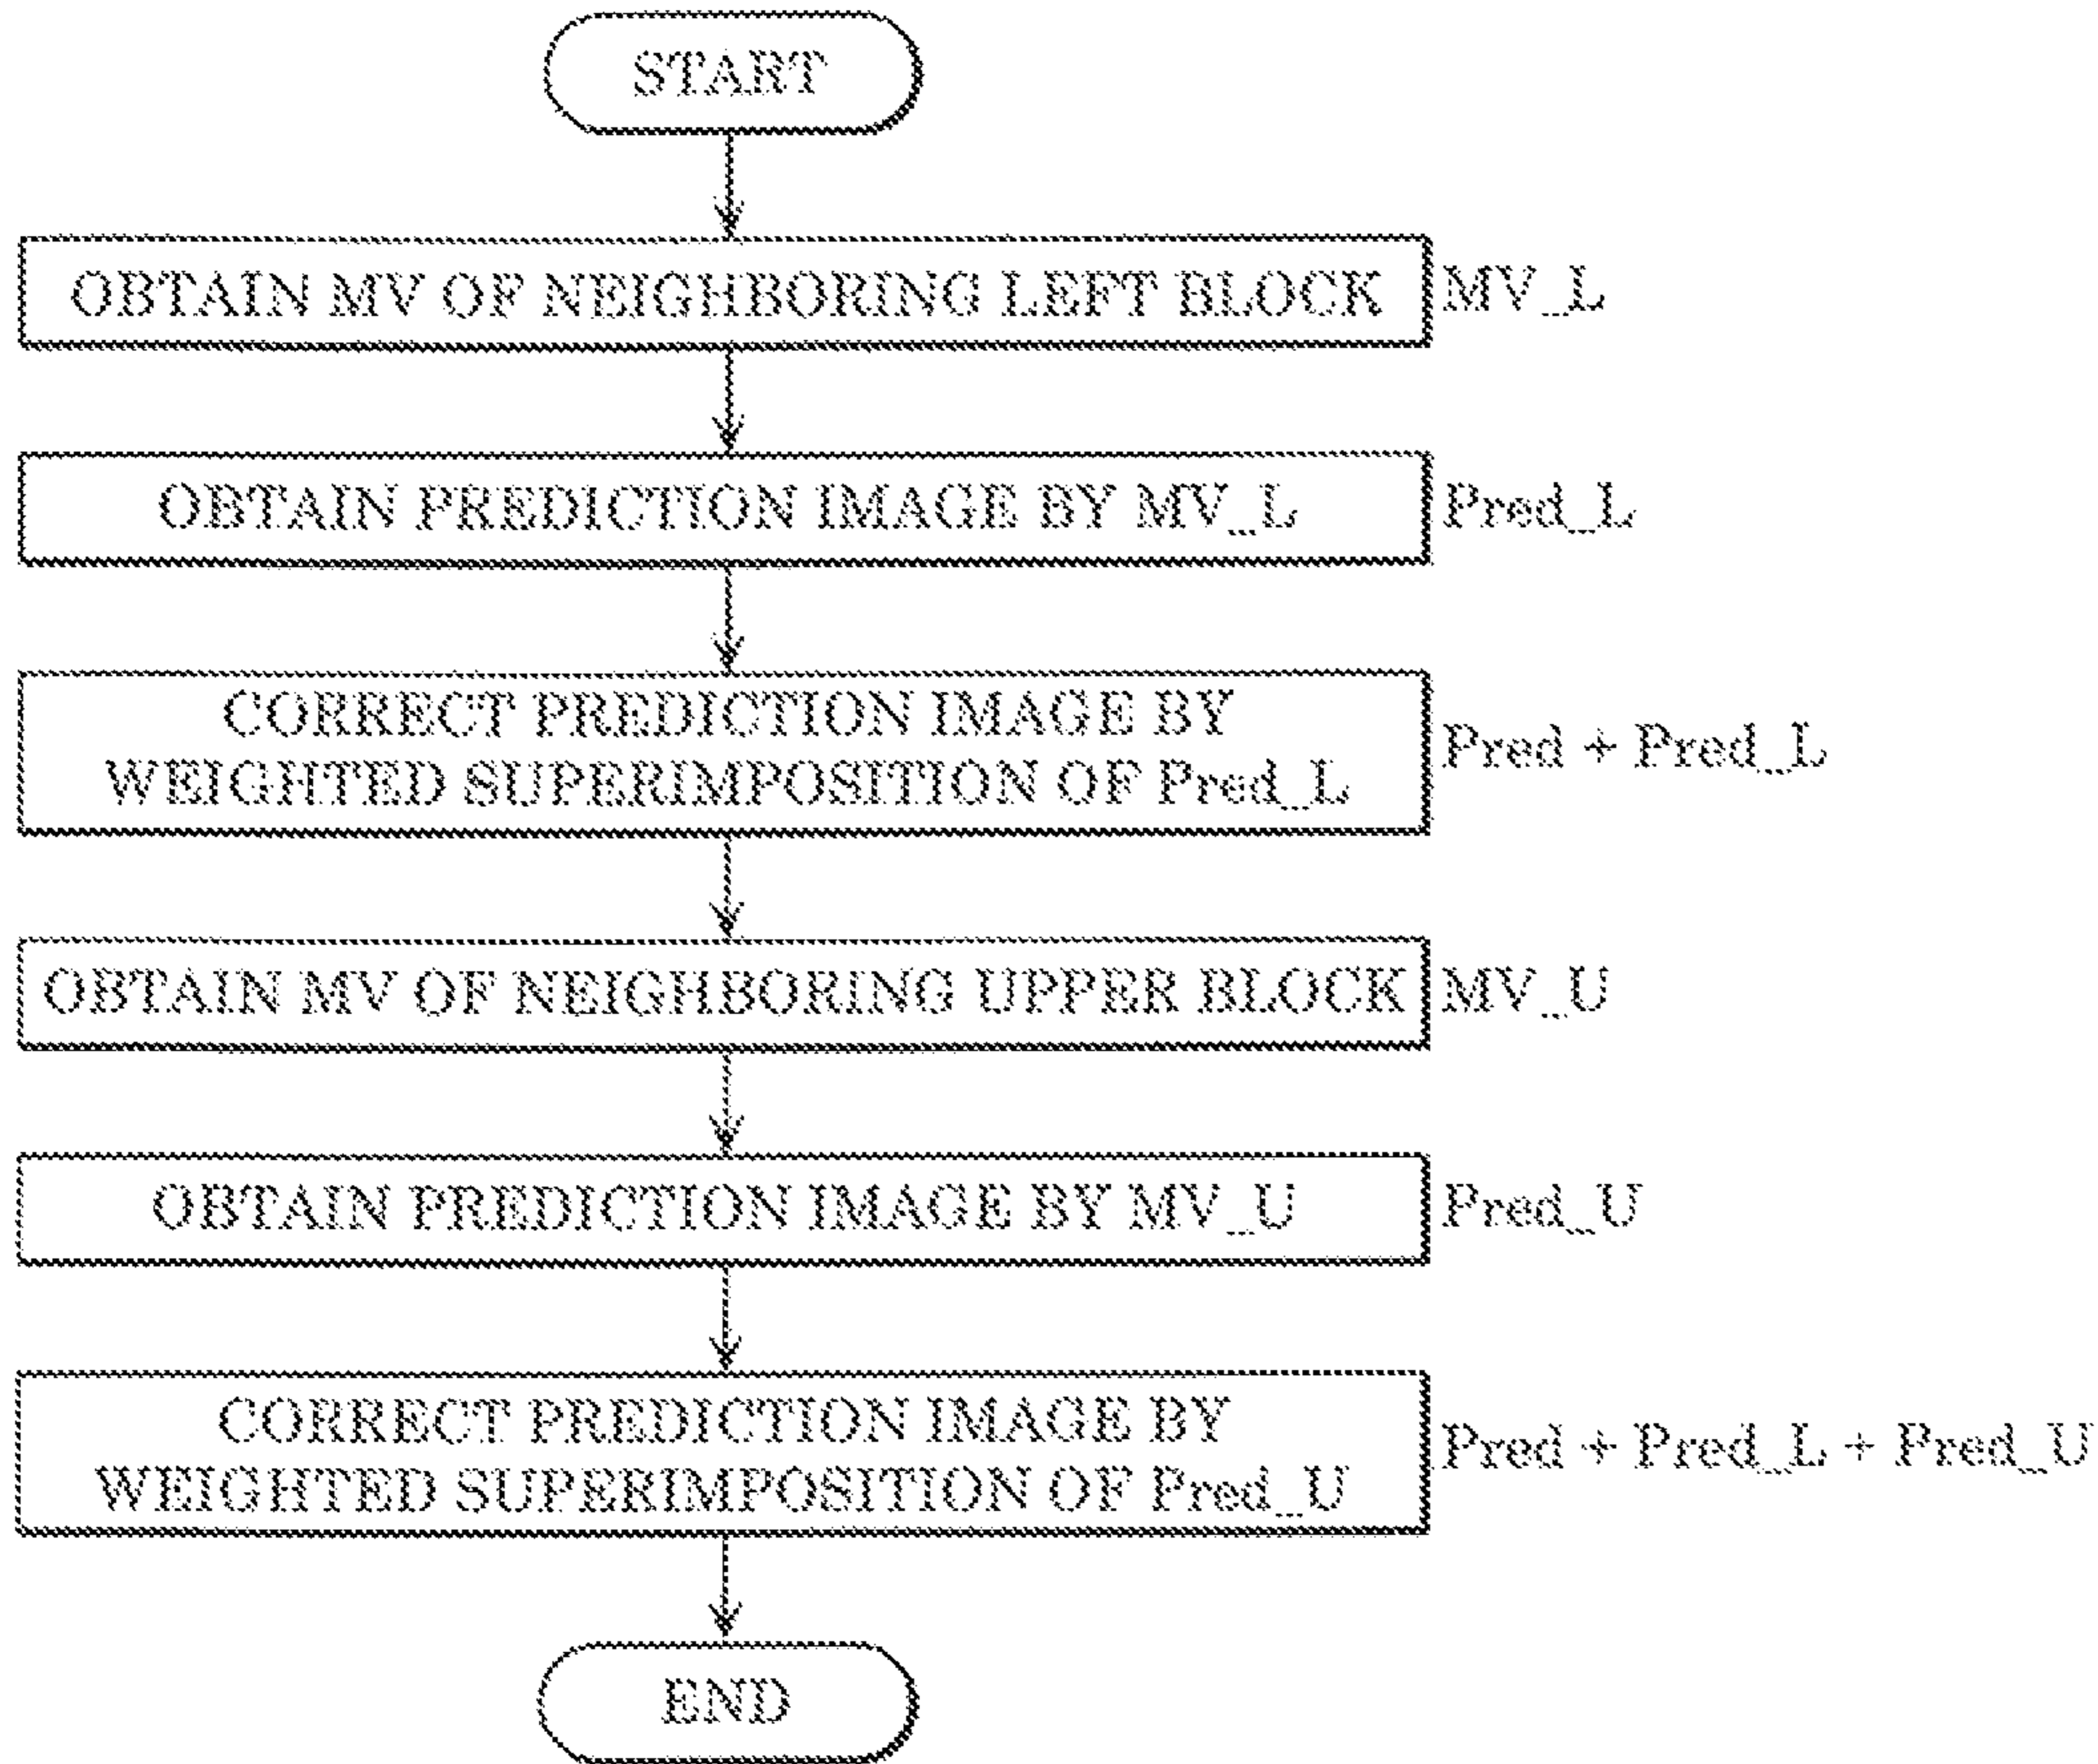 START
OBTAIN MV OF NEIGHBORING LEFT BLOCK
MV_L
OBTAIN PREDICTION IMAGE BY MV_L
Pred_L
CORRECT PREDICTION IMAGE BY
WEIGHTED SUPERIMPOSITION OF Pred_L
Pred + Pred_L
OBTAIN MV OF NEIGHBORING UPPER BLOCK
MV_U
OBTAIN PREDICTION IMAGE BY MV_U
Pred_U
CORRECT PREDICTION IMAGE BY
WEIGHTED SUPERIMPOSITION OF Pred_U
Pred + Pred_L + Pred_U
END